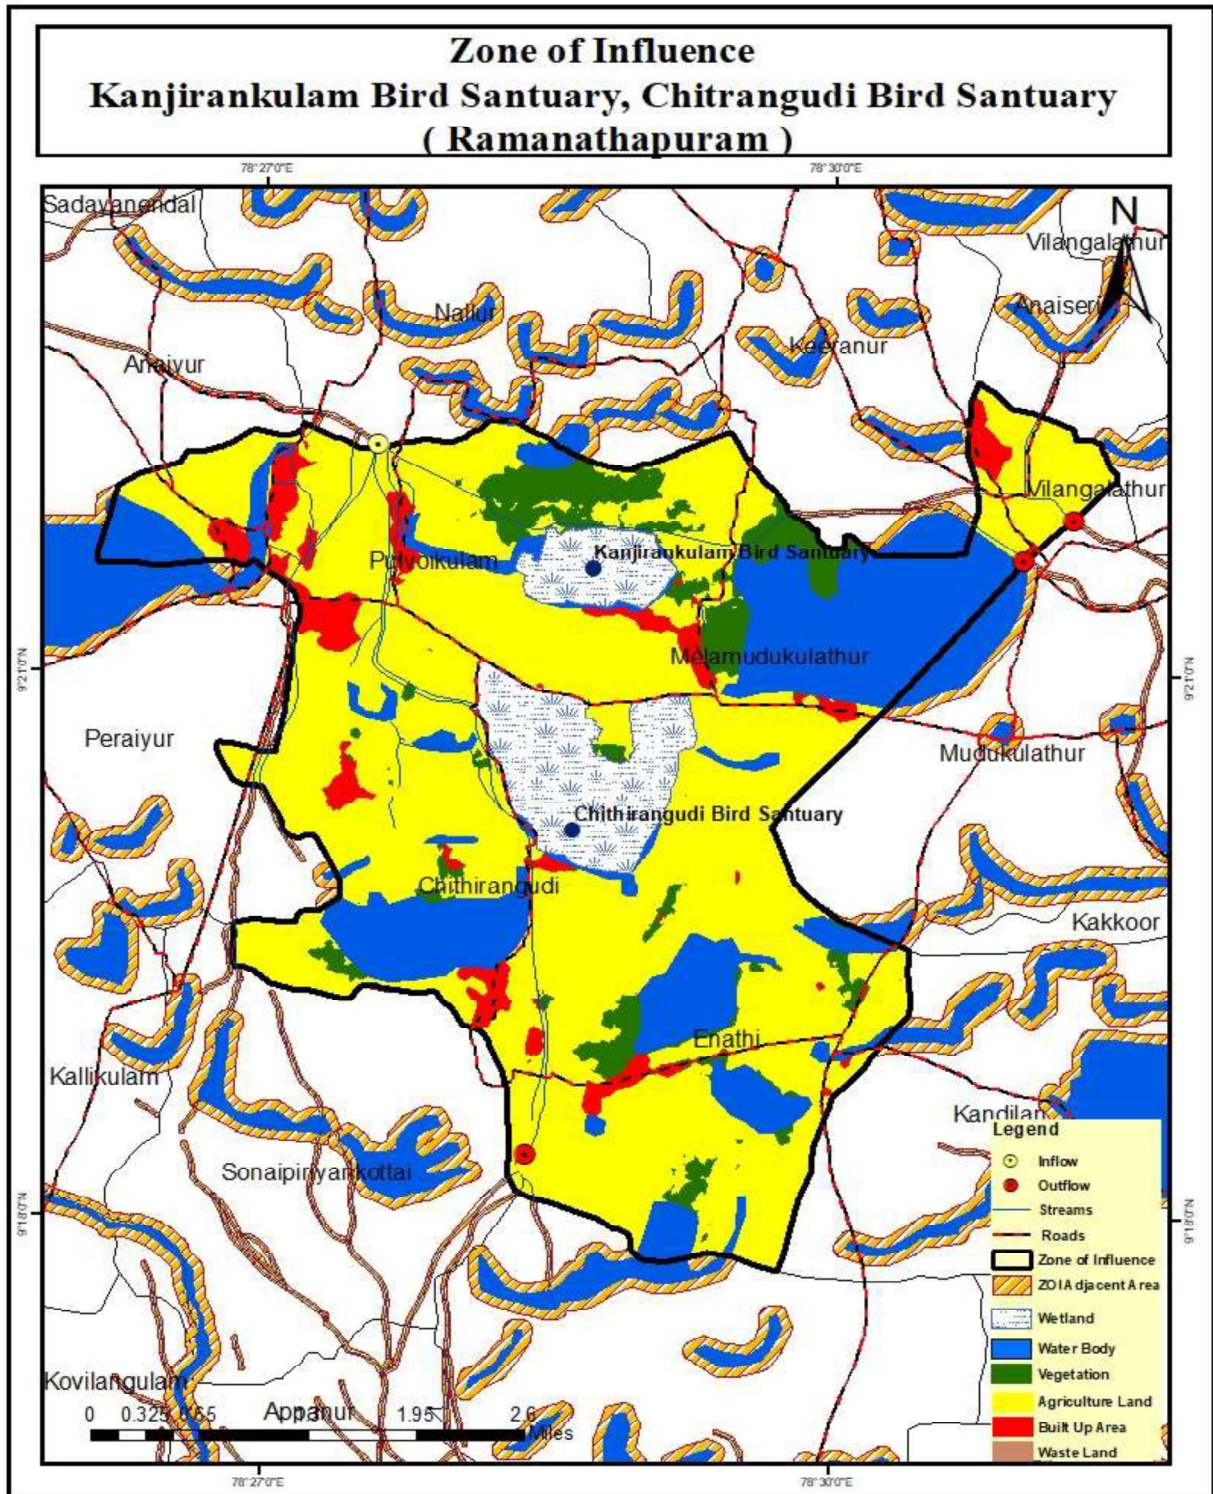 Zone of Influence
Kanjirankulam Bird Santuary, Chitrangudi Bird Santuary
( Ramanathapuram )
78°27'0"E
78°30'0"E
Sadayanendal
N
Vilangalathur
Nallur
Anaiseri
Keeranur
Anaiyur
Vilangalathur
Kanjirankulam Bird Santuary
Pulvoikulam
Melamudukulathur
9°21'0"N
9°21'0"N
Peraiyur
Mudukulathur
Chithirangudi Bird Santuary
Chithirangudi
Kakkoor
Enathi
Kallikulam
Kandilan
Sonaipiriyankottai
9°18'0"N
9°18'0"N
Legend
Inflow
Outflow
Streams
Roads
Zone of Influence
ZOI Adjacent Area
Wetland
Water Body
Vegetation
Agriculture Land
Built Up Area
Waste Land
Kovilangulam
Appanur
0 0.325 0.65 1.3 1.95 2.6
Miles
78°27'0"E
78°30'0"E